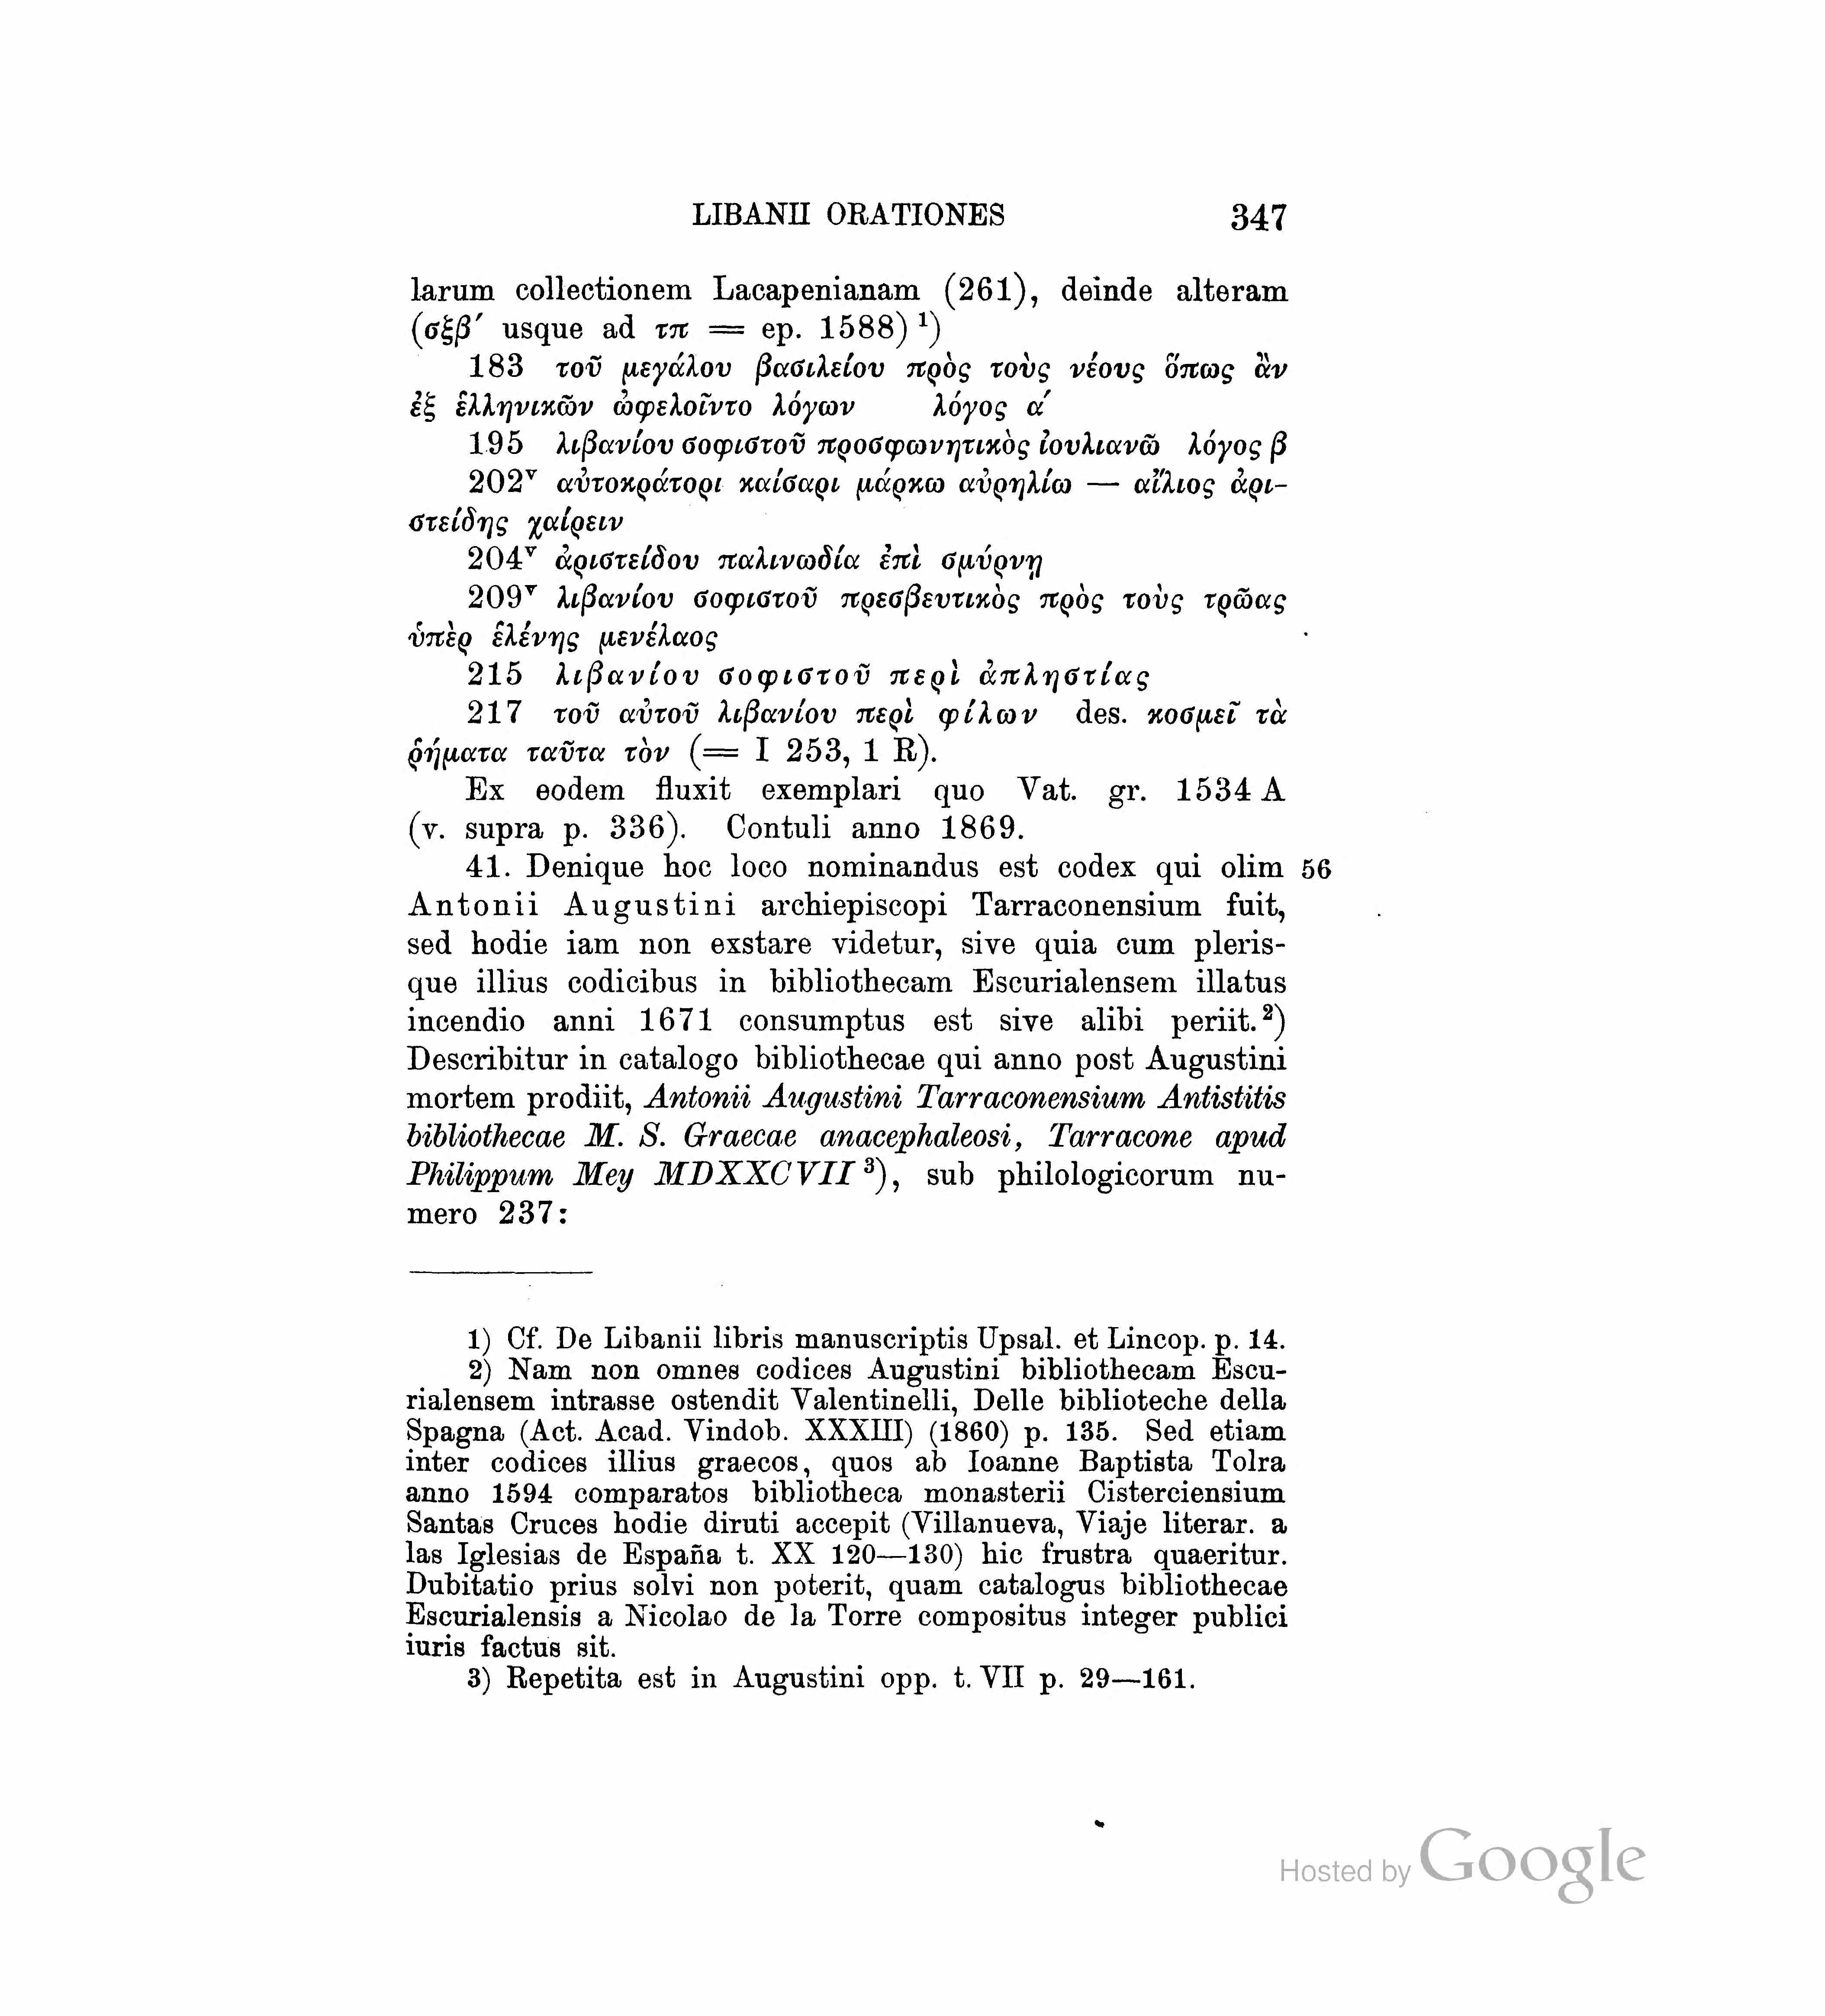 LIBANII ORATIONES 347
larum collectionem Lacapenianam (261), deinde alteram
(σξβ′ usque ad τπ = ep. 1588) ¹)
183 τοῦ μεγάλου βασιλείου πρὸς τοὺς νέους ὅπως ἂν
ἐξ ἑλληνικῶν ὠφελοῖντο λόγων λόγος α′
195 λιβανίου σοφιστοῦ προσφωνητικὸς ἰουλιανῶ λόγος β
202ᵛ αὐτοκράτορι καίσαρι μάρκω αὐρηλίω — αἴλιος ἀρι-
στείδης χαίρειν
204ᵛ ἀριστείδου παλινωδία ἐπὶ σμύρνῃ
209ᵛ λιβανίου σοφιστοῦ πρεσβευτικὸς πρὸς τοὺς τρῶας
ὑπὲρ ἑλένης μενέλαος
215 λιβανίου σοφιστοῦ περὶ ἀπληστίας
217 τοῦ αὐτοῦ λιβανίου περὶ φίλων des. κοσμεῖ τὰ
ῥήματα ταῦτα τὸν (= I 253, 1 R).
Ex eodem fluxit exemplari quo Vat. gr. 1534 A
(v. supra p. 336). Contuli anno 1869.
41. Denique hoc loco nominandus est codex qui olim 56
Antonii Augustini archiepiscopi Tarraconensium fuit,
sed hodie iam non exstare videtur, sive quia cum pleris-
que illius codicibus in bibliothecam Escurialensem illatus
incendio anni 1671 consumptus est sive alibi periit.²)
Describitur in catalogo bibliothecae qui anno post Augustini
mortem prodiit, Antonii Augustini Tarraconensium Antistitis
bibliothecae M. S. Graecae anacephaleosi, Tarracone apud
Philippum Mey MDXXCVII ³), sub philologicorum nu-
mero 237:
1) Cf. De Libanii libris manuscriptis Upsal. et Lincop. p. 14.
2) Nam non omnes codices Augustini bibliothecam Escu-
rialensem intrasse ostendit Valentinelli, Delle biblioteche della
Spagna (Act. Acad. Vindob. XXXIII) (1860) p. 135. Sed etiam
inter codices illius graecos, quos ab Ioanne Baptista Tolra
anno 1594 comparatos bibliotheca monasterii Cisterciensium
Santas Cruces hodie diruti accepit (Villanueva, Viaje literar. a
las Iglesias de España t. XX 120—130) hic frustra quaeritur.
Dubitatio prius solvi non poterit, quam catalogus bibliothecae
Escurialensis a Nicolao de la Torre compositus integer publici
iuris factus sit.
3) Repetita est in Augustini opp. t. VII p. 29—161.
Hosted by Google